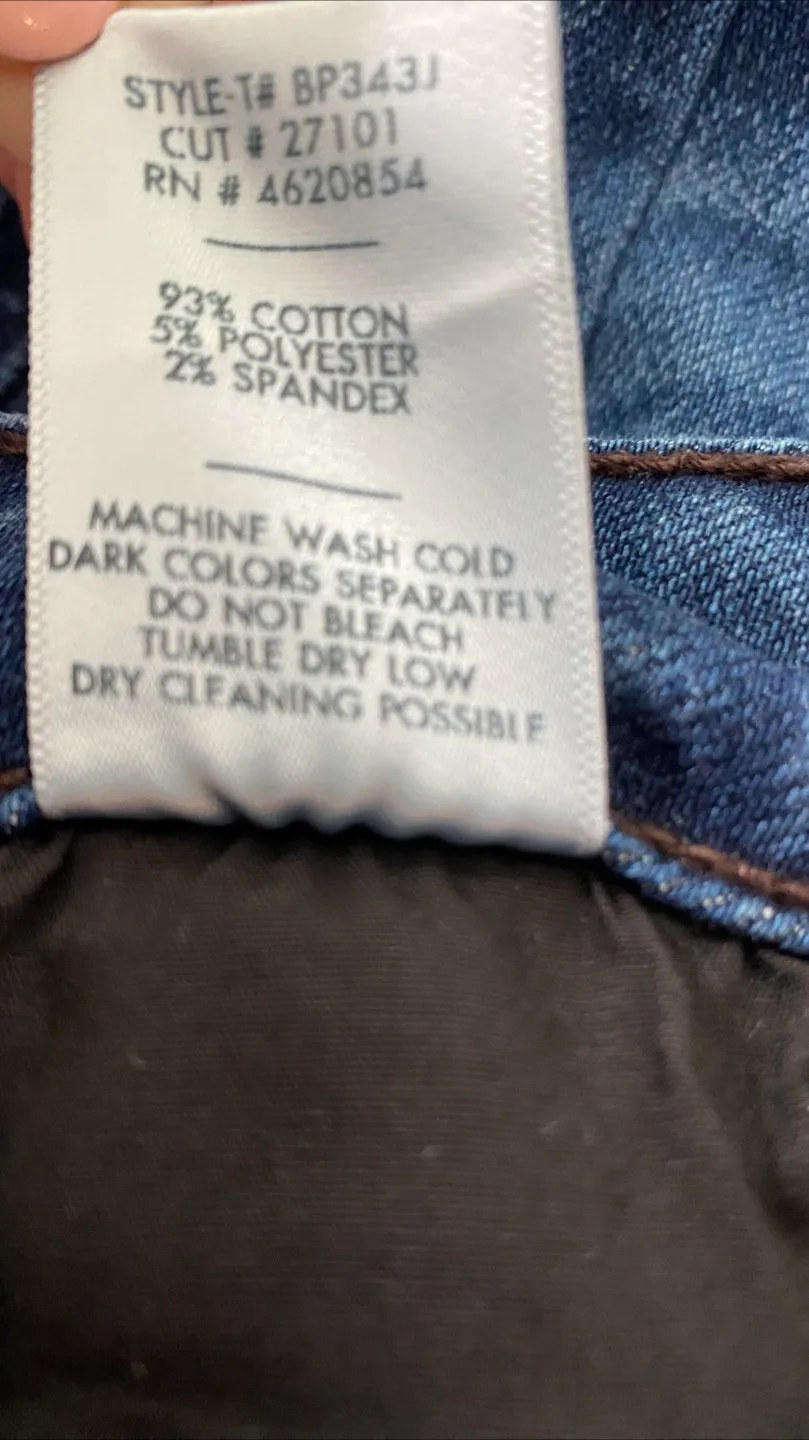 STYLE-T# BP343J
CUT # 27101
RN # 4620854
93% COTTON
5% POLYESTER
2% SPANDEX
MACHINE WASH COLD
DARK COLORS SEPARATELY
DO NOT BLEACH
TUMBLE DRY LOW
DRY CLEANING POSSIBLE